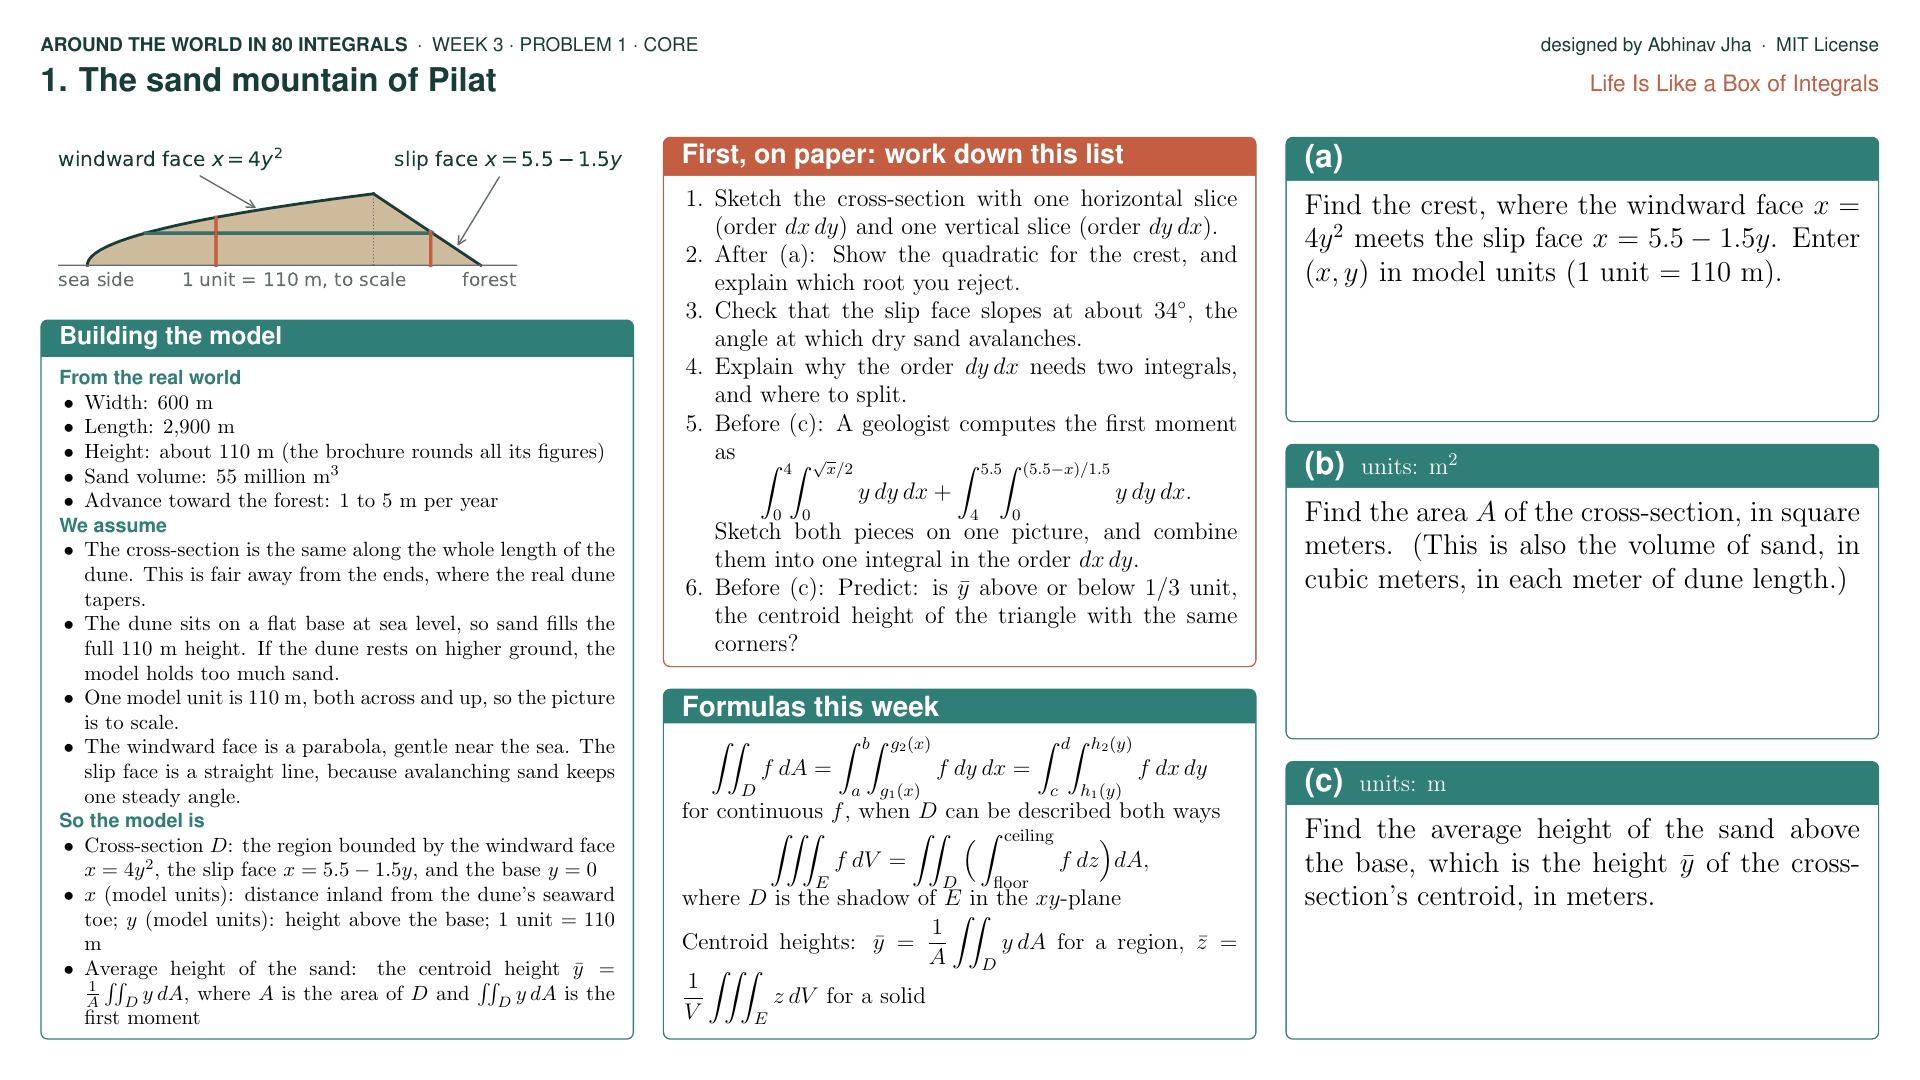 AROUND THE WORLD IN 80 INTEGRALS · WEEK 3 · PROBLEM 1 · CORE
designed by Abhinav Jha · MIT License
1. The sand mountain of Pilat
Life Is Like a Box of Integrals
windward face x = 4y²
slip face x = 5.5 − 1.5y
sea side
1 unit = 110 m, to scale
forest
Building the model
From the real world
• Width: 600 m
• Length: 2,900 m
• Height: about 110 m (the brochure rounds all its figures)
• Sand volume: 55 million m³
• Advance toward the forest: 1 to 5 m per year
We assume
• The cross-section is the same along the whole length of the
dune. This is fair away from the ends, where the real dune
tapers.
• The dune sits on a flat base at sea level, so sand fills the
full 110 m height. If the dune rests on higher ground, the
model holds too much sand.
• One model unit is 110 m, both across and up, so the picture
is to scale.
• The windward face is a parabola, gentle near the sea. The
slip face is a straight line, because avalanching sand keeps
one steady angle.
So the model is
• Cross-section D: the region bounded by the windward face
x = 4y², the slip face x = 5.5 − 1.5y, and the base y = 0
• x (model units): distance inland from the dune's seaward
toe; y (model units): height above the base; 1 unit = 110
m
• Average height of the sand: the centroid height ȳ =
1/A ∬_D y dA, where A is the area of D and ∬_D y dA is the
first moment
First, on paper: work down this list
1. Sketch the cross-section with one horizontal slice
(order dx dy) and one vertical slice (order dy dx).
2. After (a): Show the quadratic for the crest, and
explain which root you reject.
3. Check that the slip face slopes at about 34°, the
angle at which dry sand avalanches.
4. Explain why the order dy dx needs two integrals,
and where to split.
5. Before (c): A geologist computes the first moment
as
∫_0^4 ∫_0^{√x/2} y dy dx + ∫_4^{5.5} ∫_0^{(5.5−x)/1.5} y dy dx.
Sketch both pieces on one picture, and combine
them into one integral in the order dx dy.
6. Before (c): Predict: is ȳ above or below 1/3 unit,
the centroid height of the triangle with the same
corners?
Formulas this week
∬_D f dA = ∫_a^b ∫_{g₁(x)}^{g₂(x)} f dy dx = ∫_c^d ∫_{h₁(y)}^{h₂(y)} f dx dy
for continuous f, when D can be described both ways
∭_E f dV = ∬_D (∫_floor^ceiling f dz) dA,
where D is the shadow of E in the xy-plane
Centroid heights: ȳ = 1/A ∬_D y dA for a region, z̄ =
1/V ∭_E z dV for a solid
(a)
Find the crest, where the windward face x =
4y² meets the slip face x = 5.5 − 1.5y. Enter
(x, y) in model units (1 unit = 110 m).
(b) units: m²
Find the area A of the cross-section, in square
meters. (This is also the volume of sand, in
cubic meters, in each meter of dune length.)
(c) units: m
Find the average height of the sand above
the base, which is the height ȳ of the cross-
section's centroid, in meters.